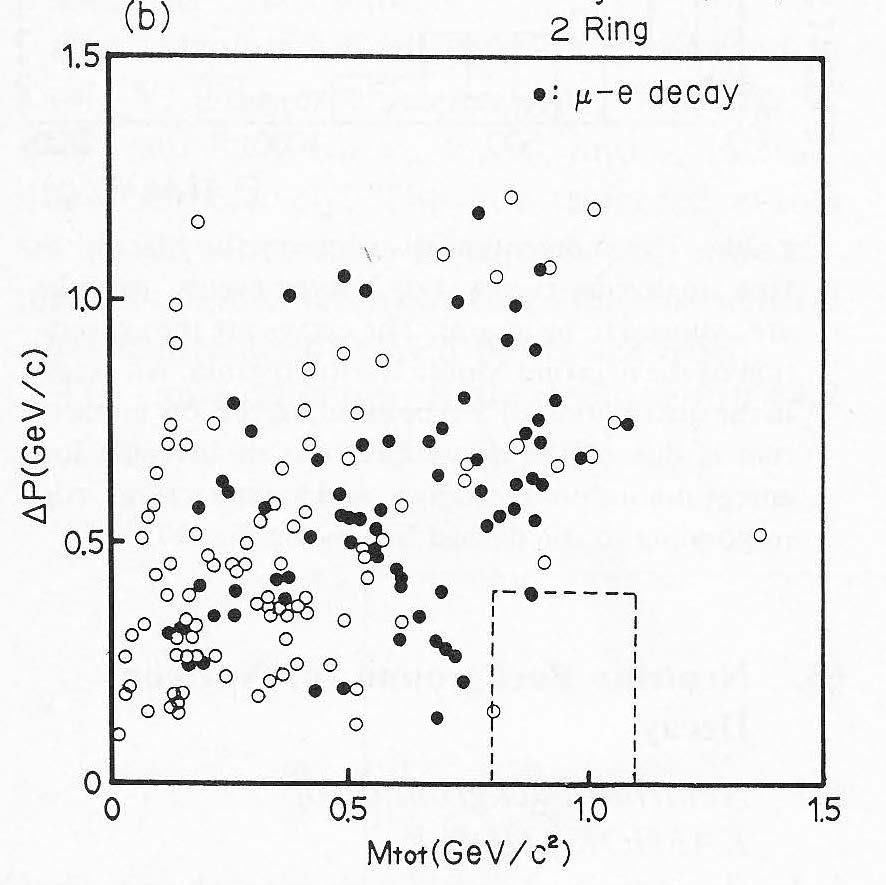 (b)
2 Ring
●: μ-e decay
1.5
1.0
0.5
0
ΔP(GeV/c)
0 0.5 1.0 1.5
Mtot(GeV/c²)